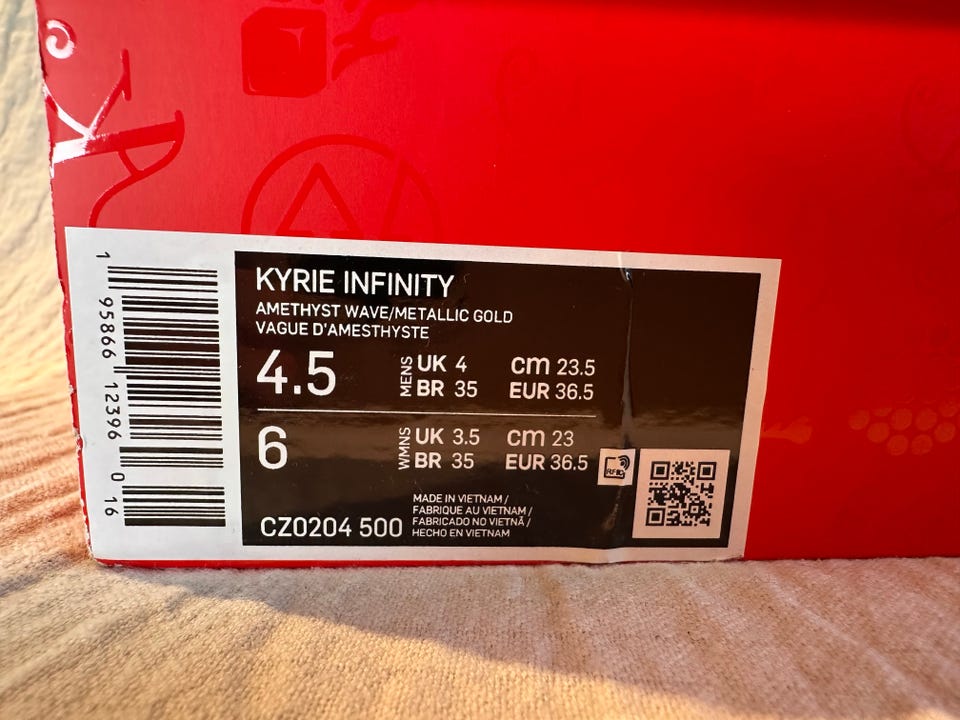 KYRIE INFINITY
AMETHYST WAVE/METALLIC GOLD
VAGUE D'AMESTHYSTE
4.5 MENS UK 4 cm 23.5
BR 35 EUR 36.5
6 WMNS UK 3.5 cm 23
BR 35 EUR 36.5
RFID
CZ0204 500
MADE IN VIETNAM /
FABRIQUE AU VIETNAM /
FABRICADO NO VIETNÃ /
HECHO EN VIETNAM
1 95866 12396 0 16